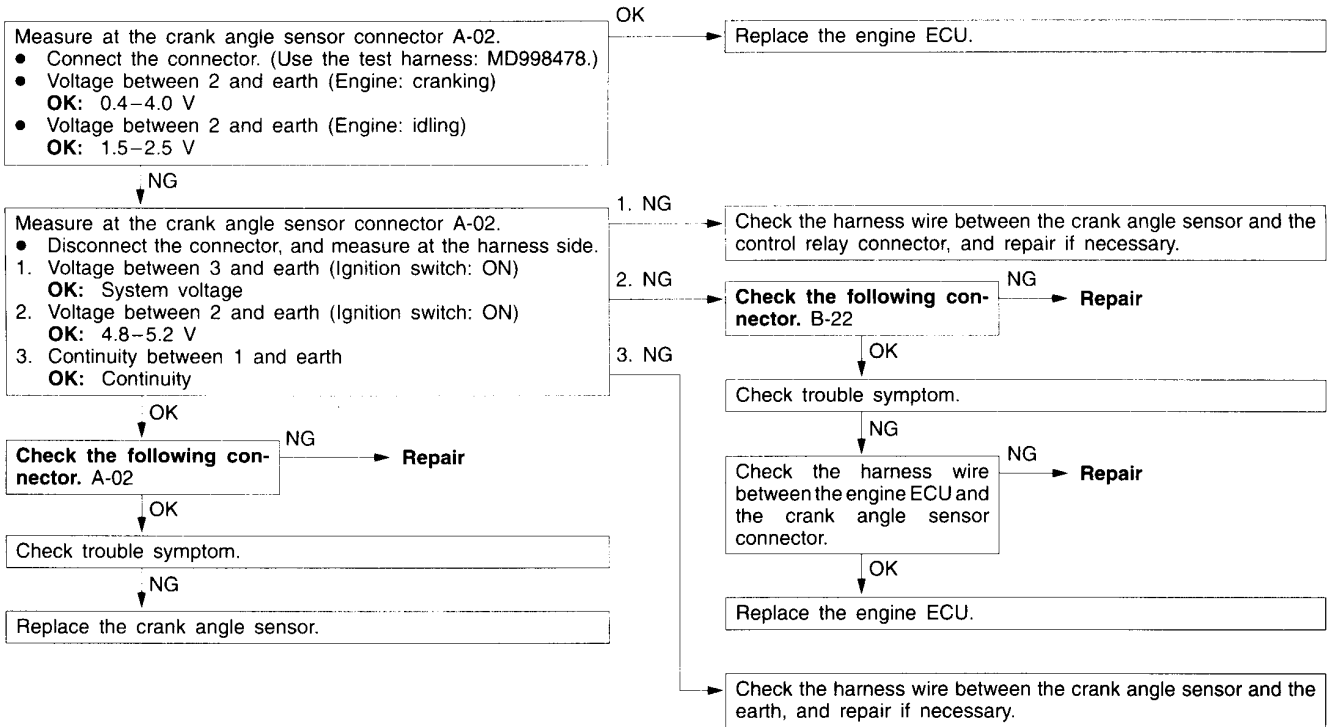 Measure at the crank angle sensor connector A-02.
● Connect the connector. (Use the test harness: MD998478.)
● Voltage between 2 and earth (Engine: cranking)
OK: 0.4–4.0 V
● Voltage between 2 and earth (Engine: idling)
OK: 1.5–2.5 V
OK
Replace the engine ECU.
NG
Measure at the crank angle sensor connector A-02.
● Disconnect the connector, and measure at the harness side.
1. Voltage between 3 and earth (Ignition switch: ON)
OK: System voltage
2. Voltage between 2 and earth (Ignition switch: ON)
OK: 4.8–5.2 V
3. Continuity between 1 and earth
OK: Continuity
1. NG
Check the harness wire between the crank angle sensor and the
control relay connector, and repair if necessary.
2. NG
Check the following con-
nector. B-22
NG
Repair
OK
Check trouble symptom.
NG
Check the harness wire
between the engine ECU and
the crank angle sensor
connector.
NG
Repair
OK
Replace the engine ECU.
3. NG
Check the harness wire between the crank angle sensor and the
earth, and repair if necessary.
OK
Check the following con-
nector. A-02
NG
Repair
OK
Check trouble symptom.
NG
Replace the crank angle sensor.